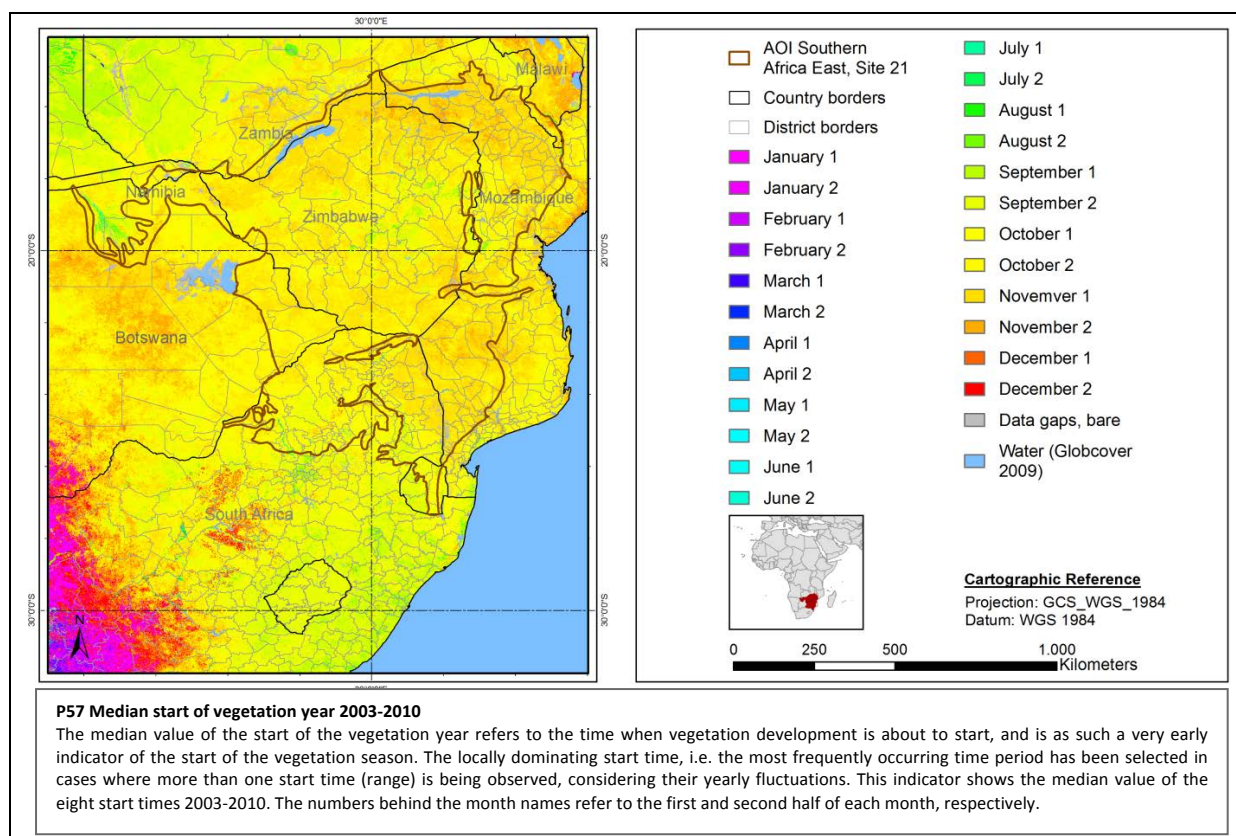 30°0'0"E
Malawi
Zambia
Namibia
Zimbabwe
Mozambique
20°0'0"S
20°0'0"S
Botswana
South Africa
30°0'0"S
30°0'0"S
N
AOI Southern
Africa East, Site 21
Country borders
District borders
January 1
January 2
February 1
February 2
March 1
March 2
April 1
April 2
May 1
May 2
June 1
June 2
July 1
July 2
August 1
August 2
September 1
September 2
October 1
October 2
Novemver 1
November 2
December 1
December 2
Data gaps, bare
Water (Globcover
2009)
Cartographic Reference
Projection: GCS_WGS_1984
Datum: WGS 1984
0 250 500 1.000
Kilometers
P57 Median start of vegetation year 2003-2010
The median value of the start of the vegetation year refers to the time when vegetation development is about to start, and is as such a very early
indicator of the start of the vegetation season. The locally dominating start time, i.e. the most frequently occurring time period has been selected in
cases where more than one start time (range) is being observed, considering their yearly fluctuations. This indicator shows the median value of the
eight start times 2003-2010. The numbers behind the month names refer to the first and second half of each month, respectively.